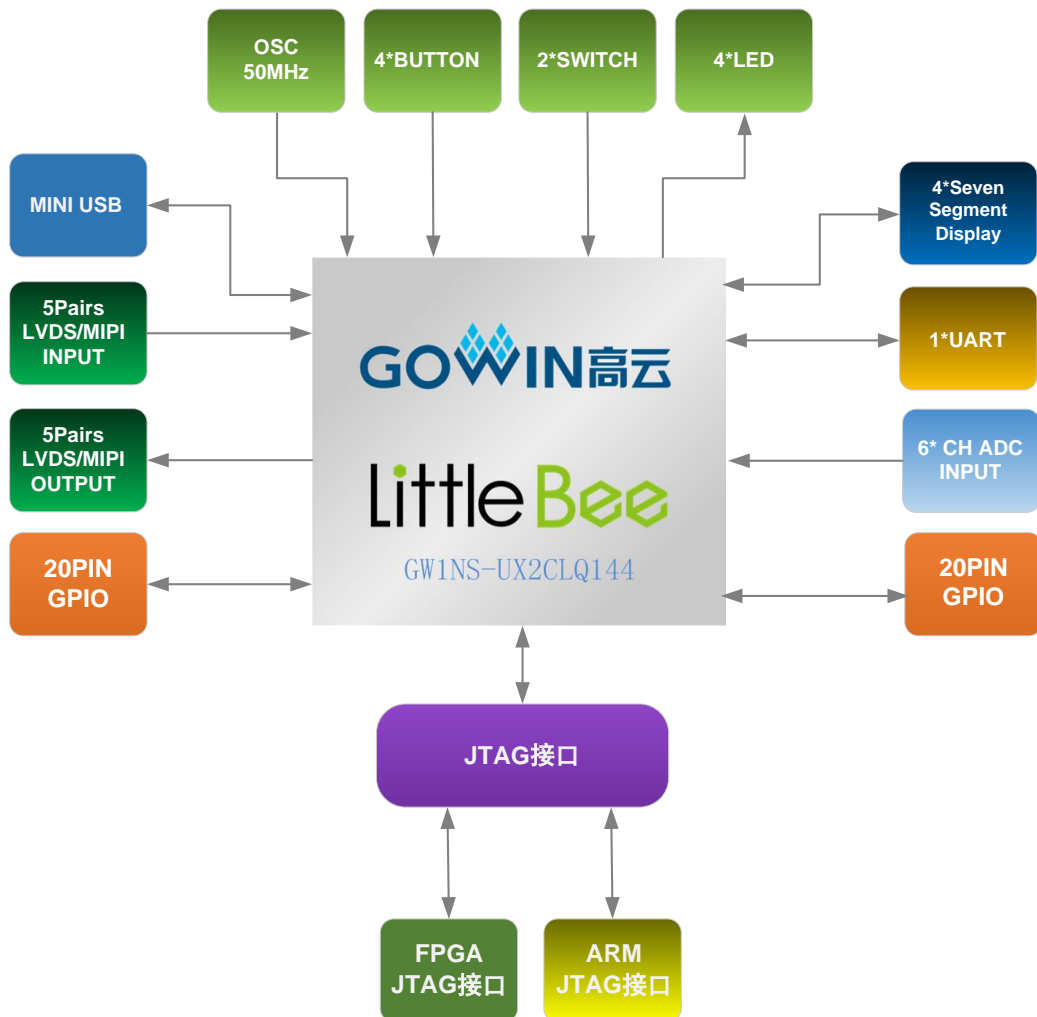 OSC
50MHz
4*BUTTON
2*SWITCH
4*LED
MINI USB
4*Seven
Segment
Display
5Pairs
LVDS/MIPI
INPUT
1*UART
GOWIN高云
5Pairs
LVDS/MIPI
OUTPUT
6* CH ADC
INPUT
LittleBee
GW1NS-UX2CLQ144
20PIN
GPIO
20PIN
GPIO
JTAG接口
FPGA
JTAG接口
ARM
JTAG接口